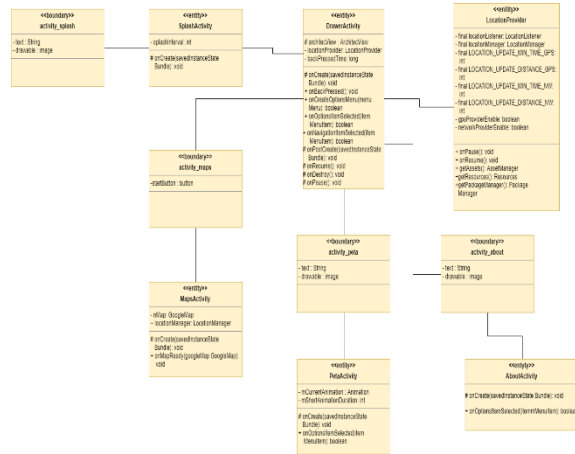 <<boundary>>
activity_splash
- text : String
- drawable : image
<<entity>>
SplashActivity
- splashInterval : int
# onCreate(savedInstanceState
Bundle): void
<<entity>>
DrawerActivity
# architectView : ArchitecView
- locationProvider: LocationProvider
- backPressedTime: long
# onCreate(savedInstanceState
Bundle): void
+ onBackPressed(): void
+ onCreateOptionsMenu(menu
Menu): boolean
+ onOptionsItemSelected(item
MenuItem): boolean
+ onNavigationItemSelected(item
MenuItem): boolean
# onPostCreate(savedInstanceState
Bundle): void
# onResume(): void
# onDestroy(): void
# onPause(): void
<<entity>>
LocationProvider
- final locationListener: LocationListener
- final locationManager: LocationManager
- final LOCATION_UPDATE_MIN_TIME_GPS:
int
- final LOCATION_UPDATE_DISTANCE_GPS:
int
- final LOCATION_UPDATE_MIN_TIME_NW:
int
- final LOCATION_UPDATE_DISTANCE_NW:
int
- gpsProviderEnable: boolean
- networkProviderEnable: boolean
+ onPause(): void
+ onResume(): void
+ getAssets(): AssetManager
+getResources(): Resources
+getPackageManager(): Package
Manager
<<boundary>>
activity_maps
-startButton : button
<<entity>>
MapsActivity
- mMap: GoogleMap
- locationManager: LocationManager
# onCreate(savedInstanceState
Bundle): void
+ onMapReady(googleMap GoogleMap):
void
<<boundary>>
activity_peta
- text : String
- drawable : image
<<boundary>>
activity_about
- text : String
- drawable : image
<<entity>>
PetaActivity
- mCurrentAnimation : Animation
- mShortAnimationDuration: int
# onCreate(savedInstanceState
Bundle): void
+ onOptionsItemSelected(item
MenuItem): boolean
<<entity>>
AboutActivity
# onCreate(savedInstanceState Bundle): void
+ onOptionsItemSelected(itemmMenuItem): boolea